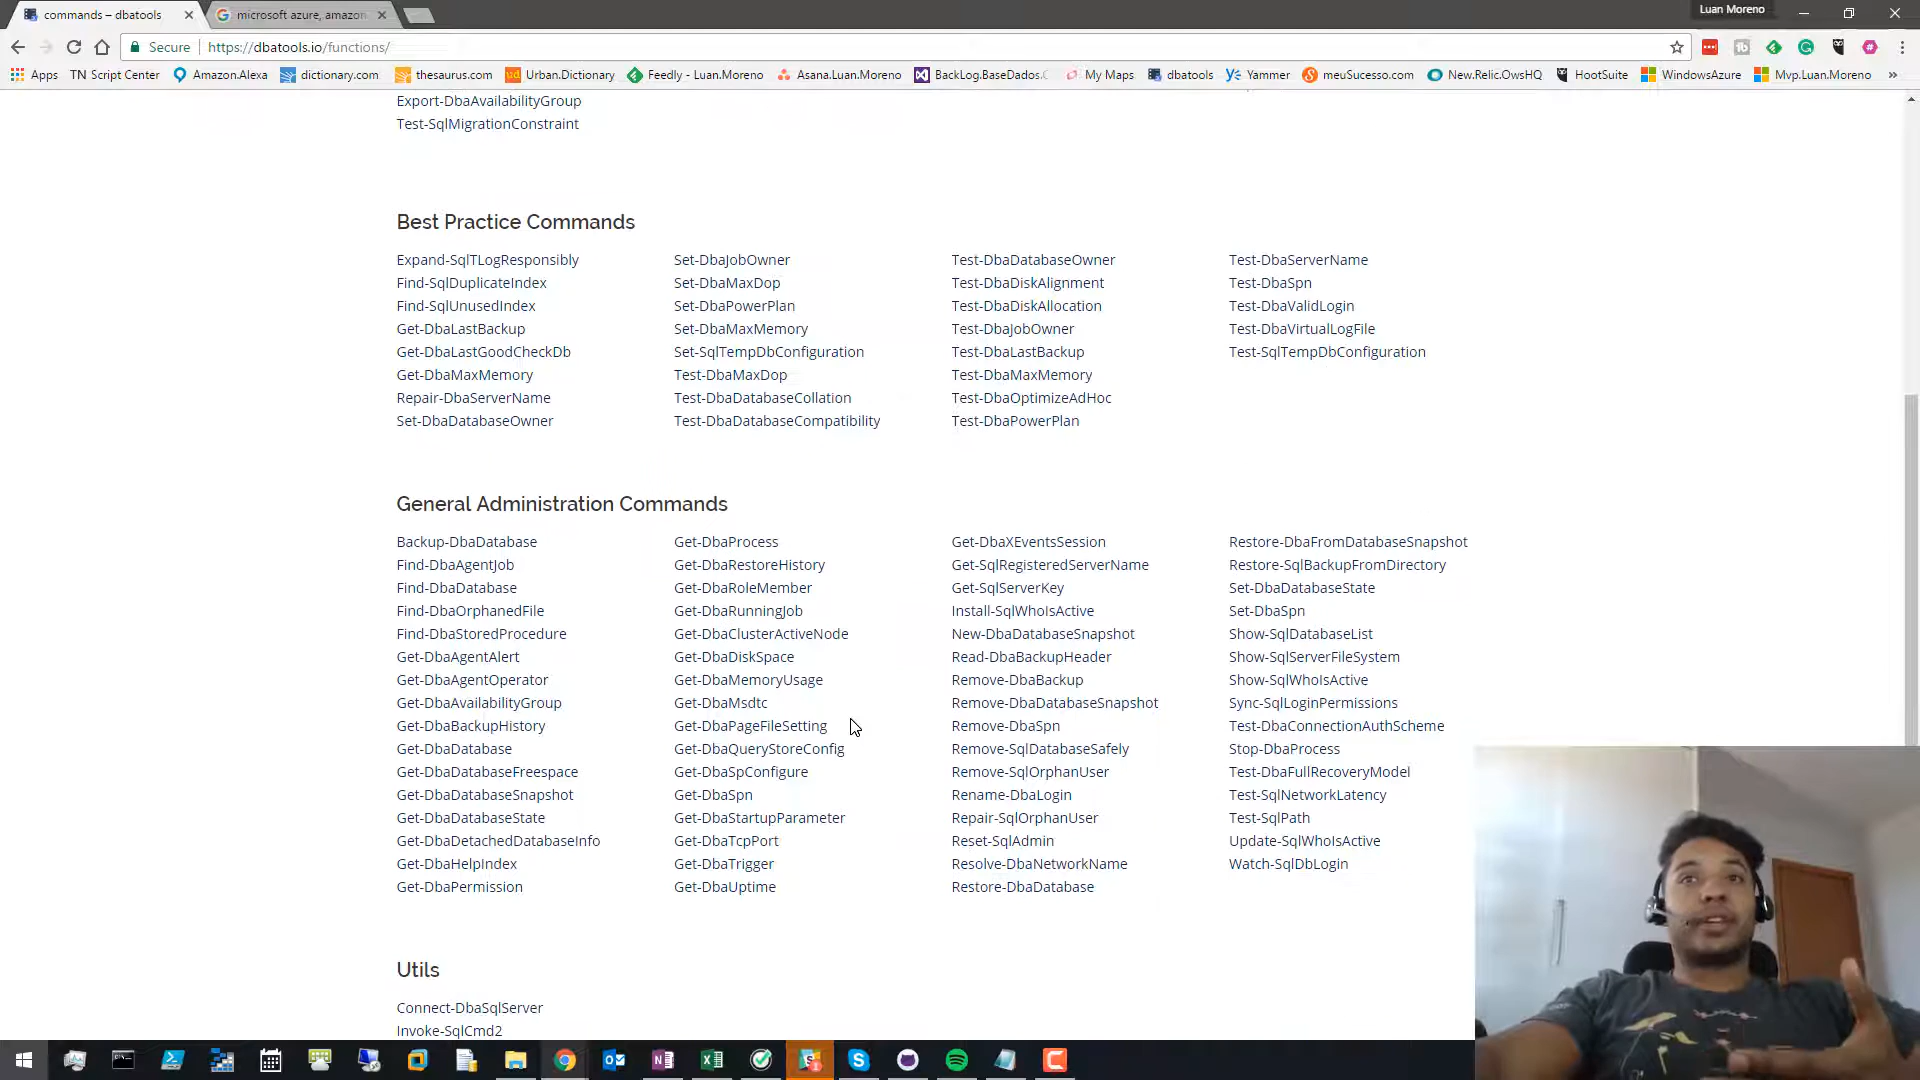 commands – dbatools
microsoft azure, amazon
Luan Moreno
Secure
https://dbatools.io/functions/
Apps
TN Script Center
Amazon.Alexa
dictionary.com
thesaurus.com
Urban.Dictionary
Feedly - Luan.Moreno
Asana.Luan.Moreno
BackLog.BaseDados.
My Maps
dbatools
Yammer
meuSucesso.com
New.Relic.OwsHQ
HootSuite
WindowsAzure
Mvp.Luan.Moreno
Export-DbaAvailabilityGroup
Test-SqlMigrationConstraint
Best Practice Commands
Expand-SqlTLogResponsibly
Find-SqlDuplicateIndex
Find-SqlUnusedIndex
Get-DbaLastBackup
Get-DbaLastGoodCheckDb
Get-DbaMaxMemory
Repair-DbaServerName
Set-DbaDatabaseOwner
Set-DbaJobOwner
Set-DbaMaxDop
Set-DbaPowerPlan
Set-DbaMaxMemory
Set-SqlTempDbConfiguration
Test-DbaMaxDop
Test-DbaDatabaseCollation
Test-DbaDatabaseCompatibility
Test-DbaDatabaseOwner
Test-DbaDiskAlignment
Test-DbaDiskAllocation
Test-DbaJobOwner
Test-DbaLastBackup
Test-DbaMaxMemory
Test-DbaOptimizeAdHoc
Test-DbaPowerPlan
Test-DbaServerName
Test-DbaSpn
Test-DbaValidLogin
Test-DbaVirtualLogFile
Test-SqlTempDbConfiguration
General Administration Commands
Backup-DbaDatabase
Find-DbaAgentJob
Find-DbaDatabase
Find-DbaOrphanedFile
Find-DbaStoredProcedure
Get-DbaAgentAlert
Get-DbaAgentOperator
Get-DbaAvailabilityGroup
Get-DbaBackupHistory
Get-DbaDatabase
Get-DbaDatabaseFreespace
Get-DbaDatabaseSnapshot
Get-DbaDatabaseState
Get-DbaDetachedDatabaseInfo
Get-DbaHelpIndex
Get-DbaPermission
Get-DbaProcess
Get-DbaRestoreHistory
Get-DbaRoleMember
Get-DbaRunningJob
Get-DbaClusterActiveNode
Get-DbaDiskSpace
Get-DbaMemoryUsage
Get-DbaMsdtc
Get-DbaPageFileSetting
Get-DbaQueryStoreConfig
Get-DbaSpConfigure
Get-DbaSpn
Get-DbaStartupParameter
Get-DbaTcpPort
Get-DbaTrigger
Get-DbaUptime
Get-DbaXEventsSession
Get-SqlRegisteredServerName
Get-SqlServerKey
Install-SqlWhoIsActive
New-DbaDatabaseSnapshot
Read-DbaBackupHeader
Remove-DbaBackup
Remove-DbaDatabaseSnapshot
Remove-DbaSpn
Remove-SqlDatabaseSafely
Remove-SqlOrphanUser
Rename-DbaLogin
Repair-SqlOrphanUser
Reset-SqlAdmin
Resolve-DbaNetworkName
Restore-DbaDatabase
Restore-DbaFromDatabaseSnapshot
Restore-SqlBackupFromDirectory
Set-DbaDatabaseState
Set-DbaSpn
Show-SqlDatabaseList
Show-SqlServerFileSystem
Show-SqlWhoIsActive
Sync-SqlLoginPermissions
Test-DbaConnectionAuthScheme
Stop-DbaProcess
Test-DbaFullRecoveryModel
Test-SqlNetworkLatency
Test-SqlPath
Update-SqlWhoIsActive
Watch-SqlDbLogin
Utils
Connect-DbaSqlServer
Invoke-SqlCmd2